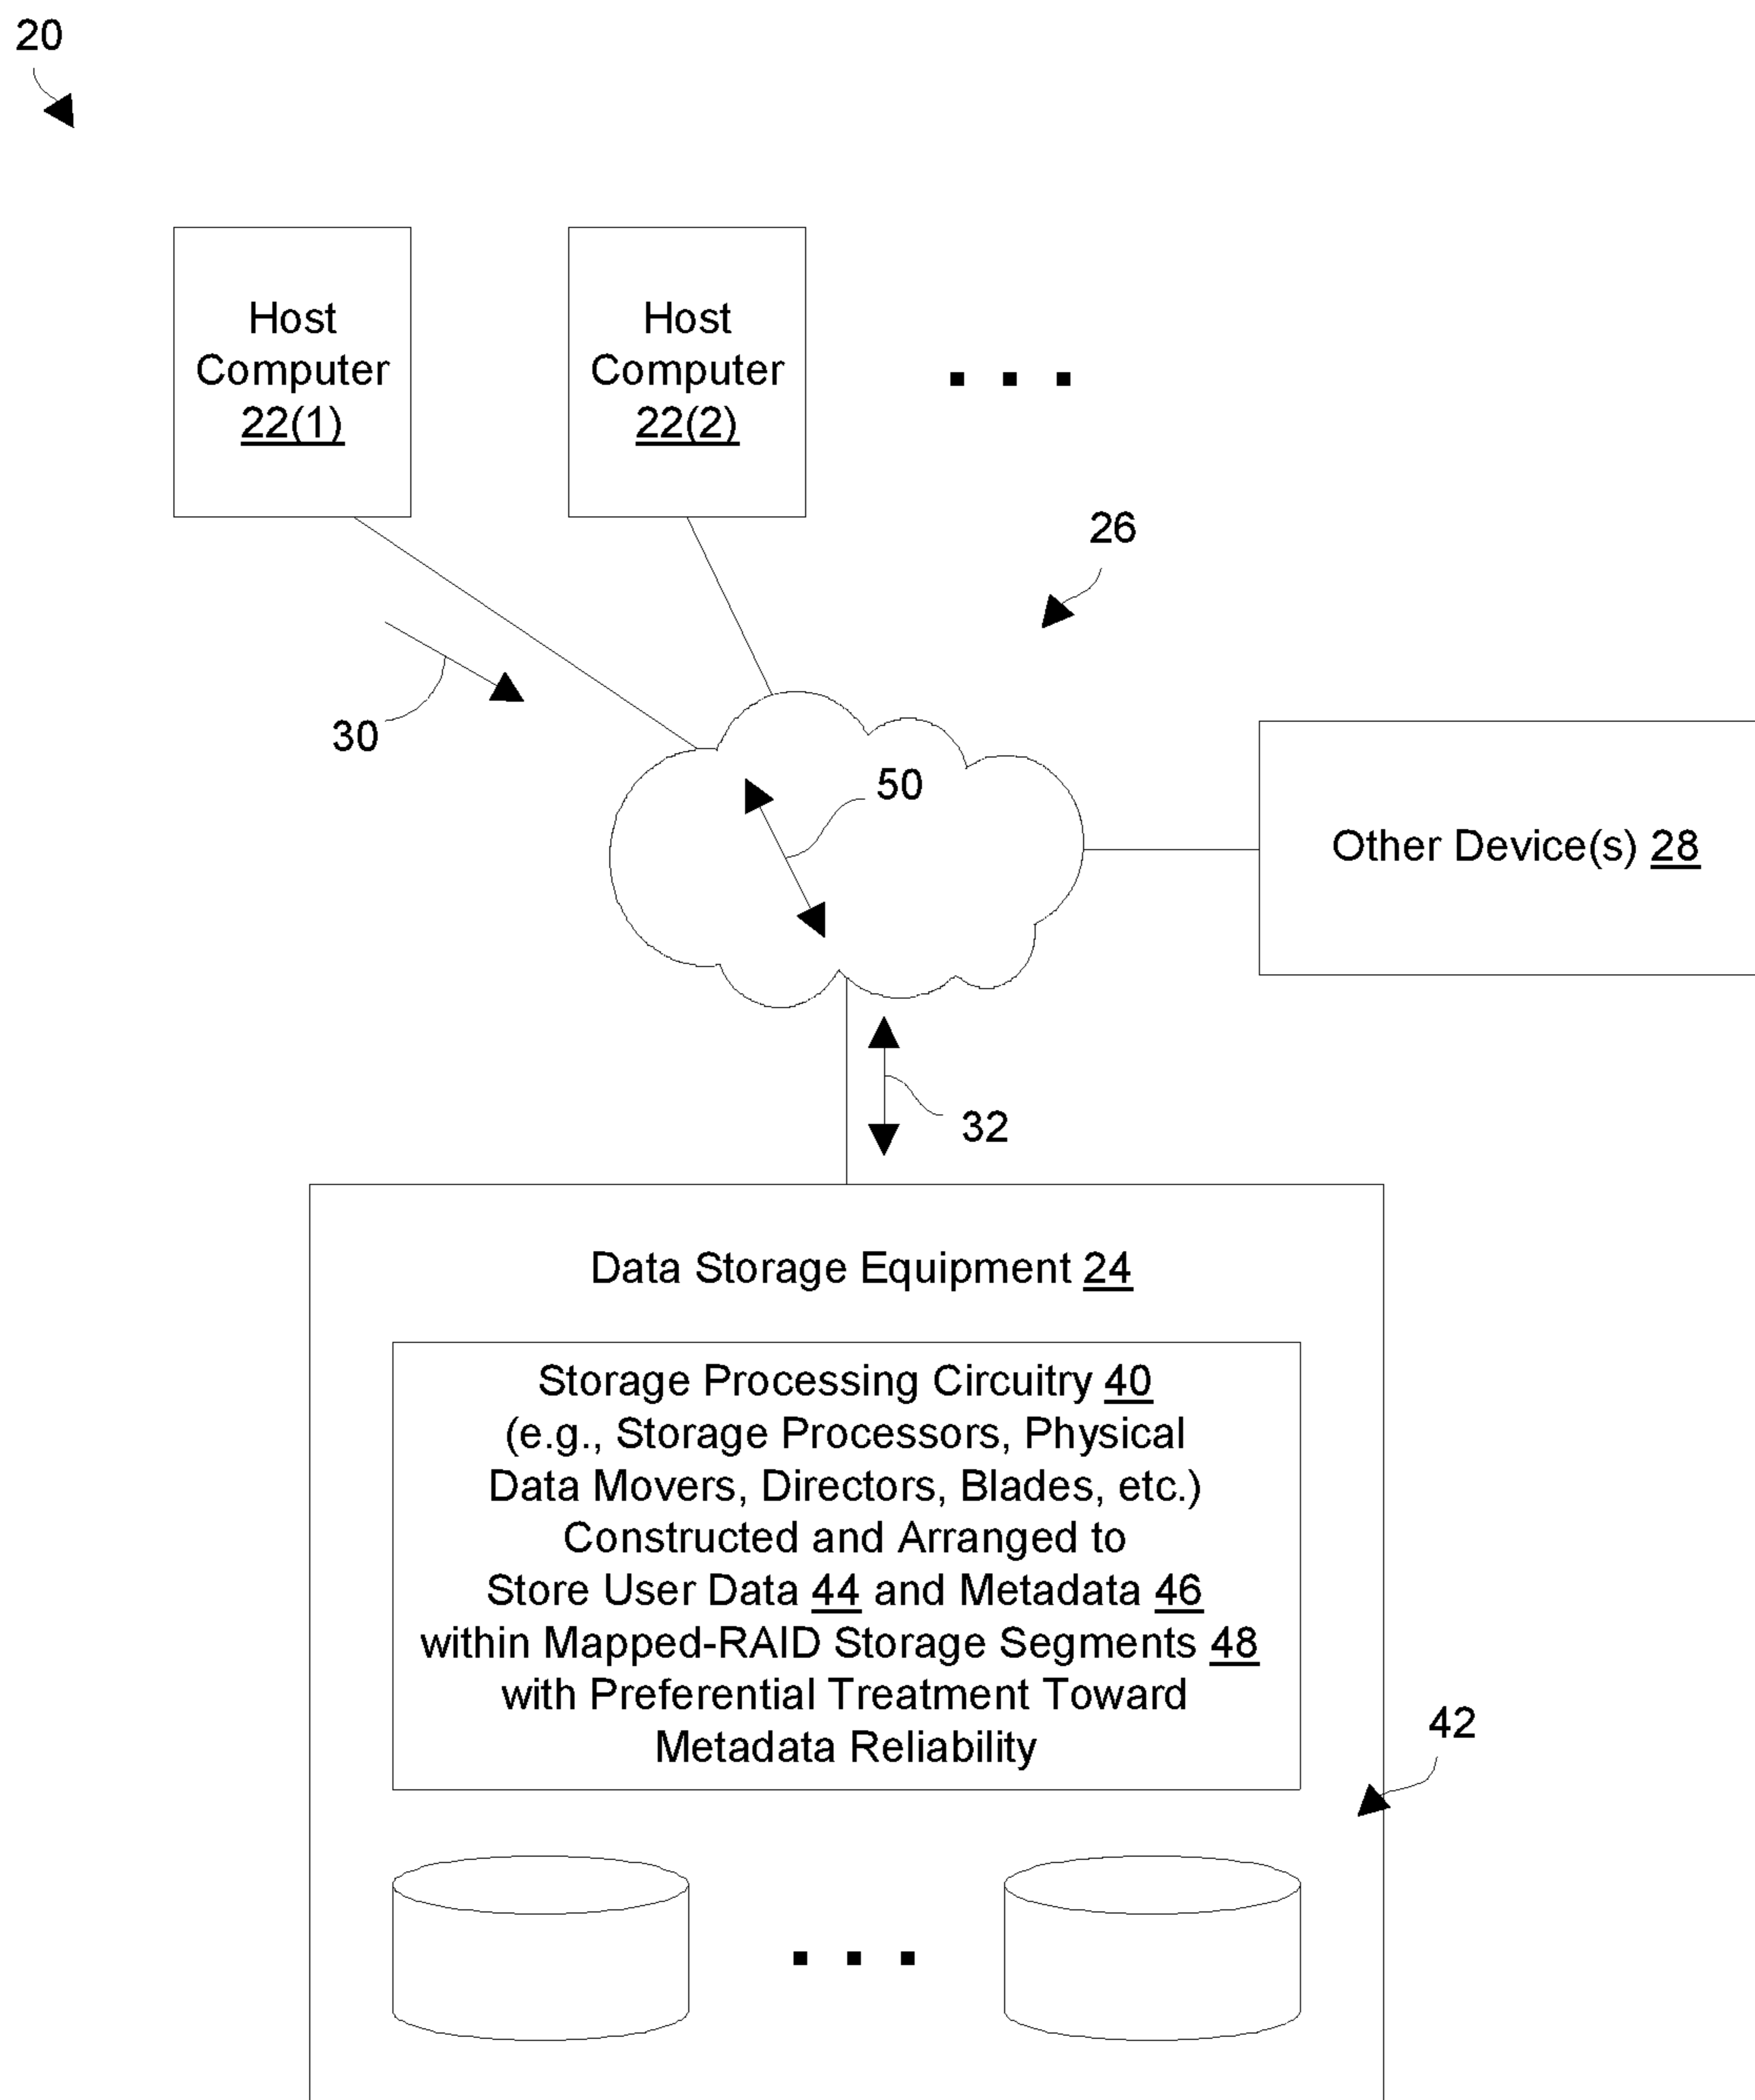 20
Host
Computer
22(1)
Host
Computer
22(2)
. . .
26
30
50
Other Device(s) 28
32
Data Storage Equipment 24
Storage Processing Circuitry 40
(e.g., Storage Processors, Physical
Data Movers, Directors, Blades, etc.)
Constructed and Arranged to
Store User Data 44 and Metadata 46
within Mapped-RAID Storage Segments 48
with Preferential Treatment Toward
Metadata Reliability
42
. . .